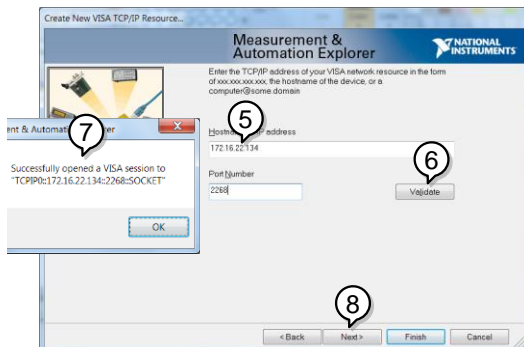 Create New VISA TCP/IP Resource...
Measurement &
Automation Explorer
NATIONAL
INSTRUMENTS
Enter the TCP/IP address of your VISA network resource in the form
of xxx.xxx.xxx.xxx, the hostname of the device, or a
computer@some.domain
5
address
172.16.22.134
6
Port Number
2268
Validate
7
Successfully opened a VISA session to
"TCPIP0::172.16.22.134::2268::SOCKET"
OK
8
< Back
Next >
Finish
Cancel